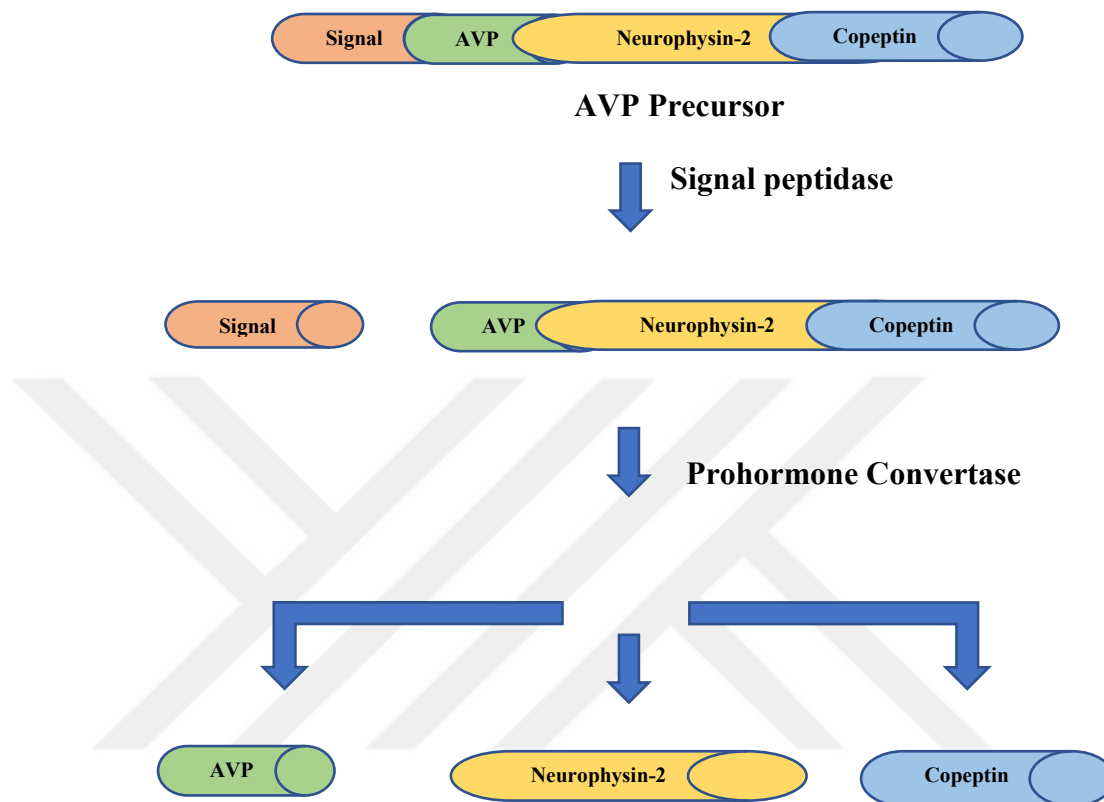 Signal AVP Neurophysin-2 Copeptin
AVP Precursor
Signal peptidase
Signal AVP Neurophysin-2 Copeptin
Prohormone Convertase
AVP Neurophysin-2 Copeptin